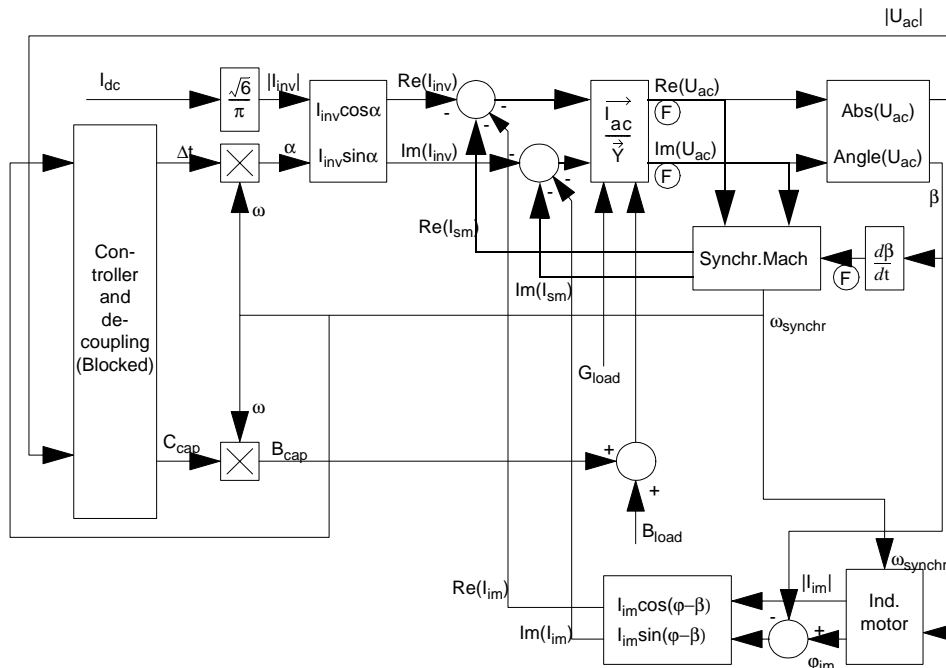 |U_ac|
I_dc
√6
π
|I_inv|
I_inv cosα
I_inv sinα
Re(I_inv)
-
-
-
I_ac
Y
Re(U_ac)
F
Abs(U_ac)
Angle(U_ac)
Δt
α
Im(I_inv)
-
-
-
Im(U_ac)
F
β
ω
Re(I_sm)
Synchr.Mach
F
dβ
dt
Con-
troller
and
de-
coupling
(Blocked)
Im(I_sm)
ω_synchr
G_load
ω
C_cap
B_cap
+
+
B_load
ω_synchr
Re(I_im)
I_im cos(φ−β)
I_im sin(φ−β)
|I_im|
Ind.
motor
Im(I_im)
-
+
φ_im